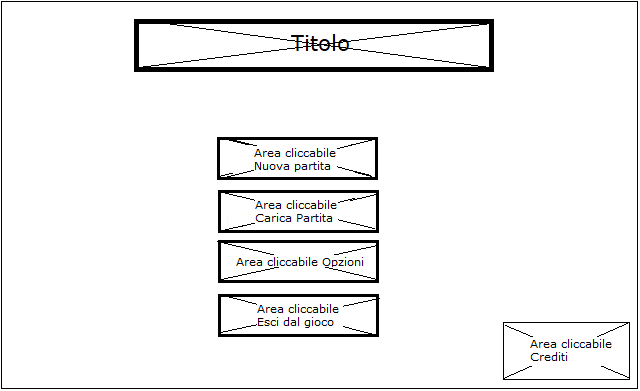 Titolo
Area cliccabile
Nuova partita
Area cliccabile
Carica Partita
Area cliccabile Opzioni
Area cliccabile
Esci dal gioco
Area cliccabile
Crediti